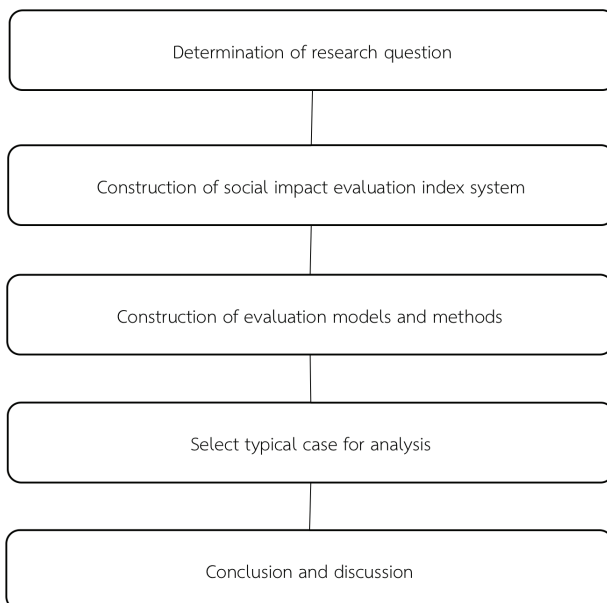 Determination of research question
Construction of social impact evaluation index system
Construction of evaluation models and methods
Select typical case for analysis
Conclusion and discussion